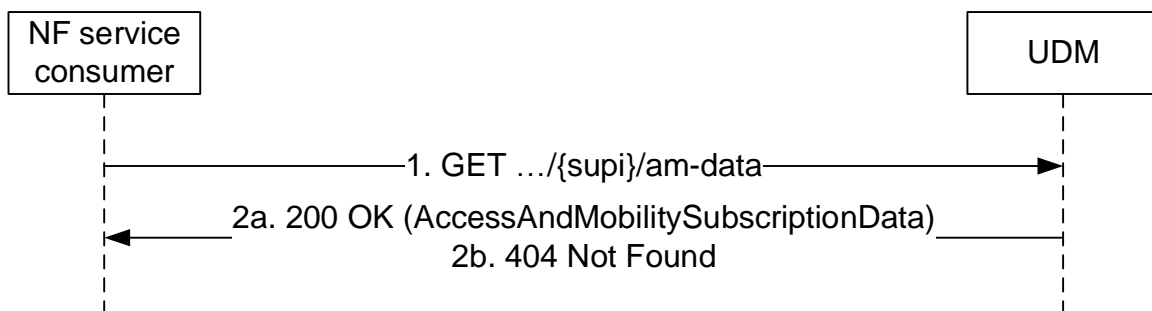 NF service
consumer
UDM
1. GET …/{supi}/am-data
2a. 200 OK (AccessAndMobilitySubscriptionData)
2b. 404 Not Found